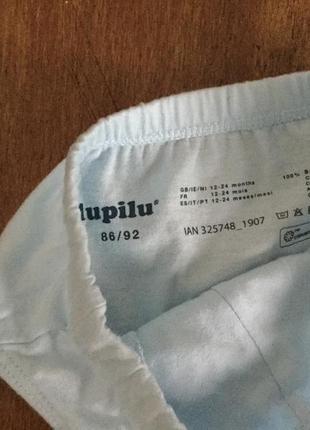 lupilu®
86/92
GB/IE/NI 12-24 months
FR 12-24 mois
ES/IT/PT 12-24 meses/mesi
IAN 325748_1907
100%